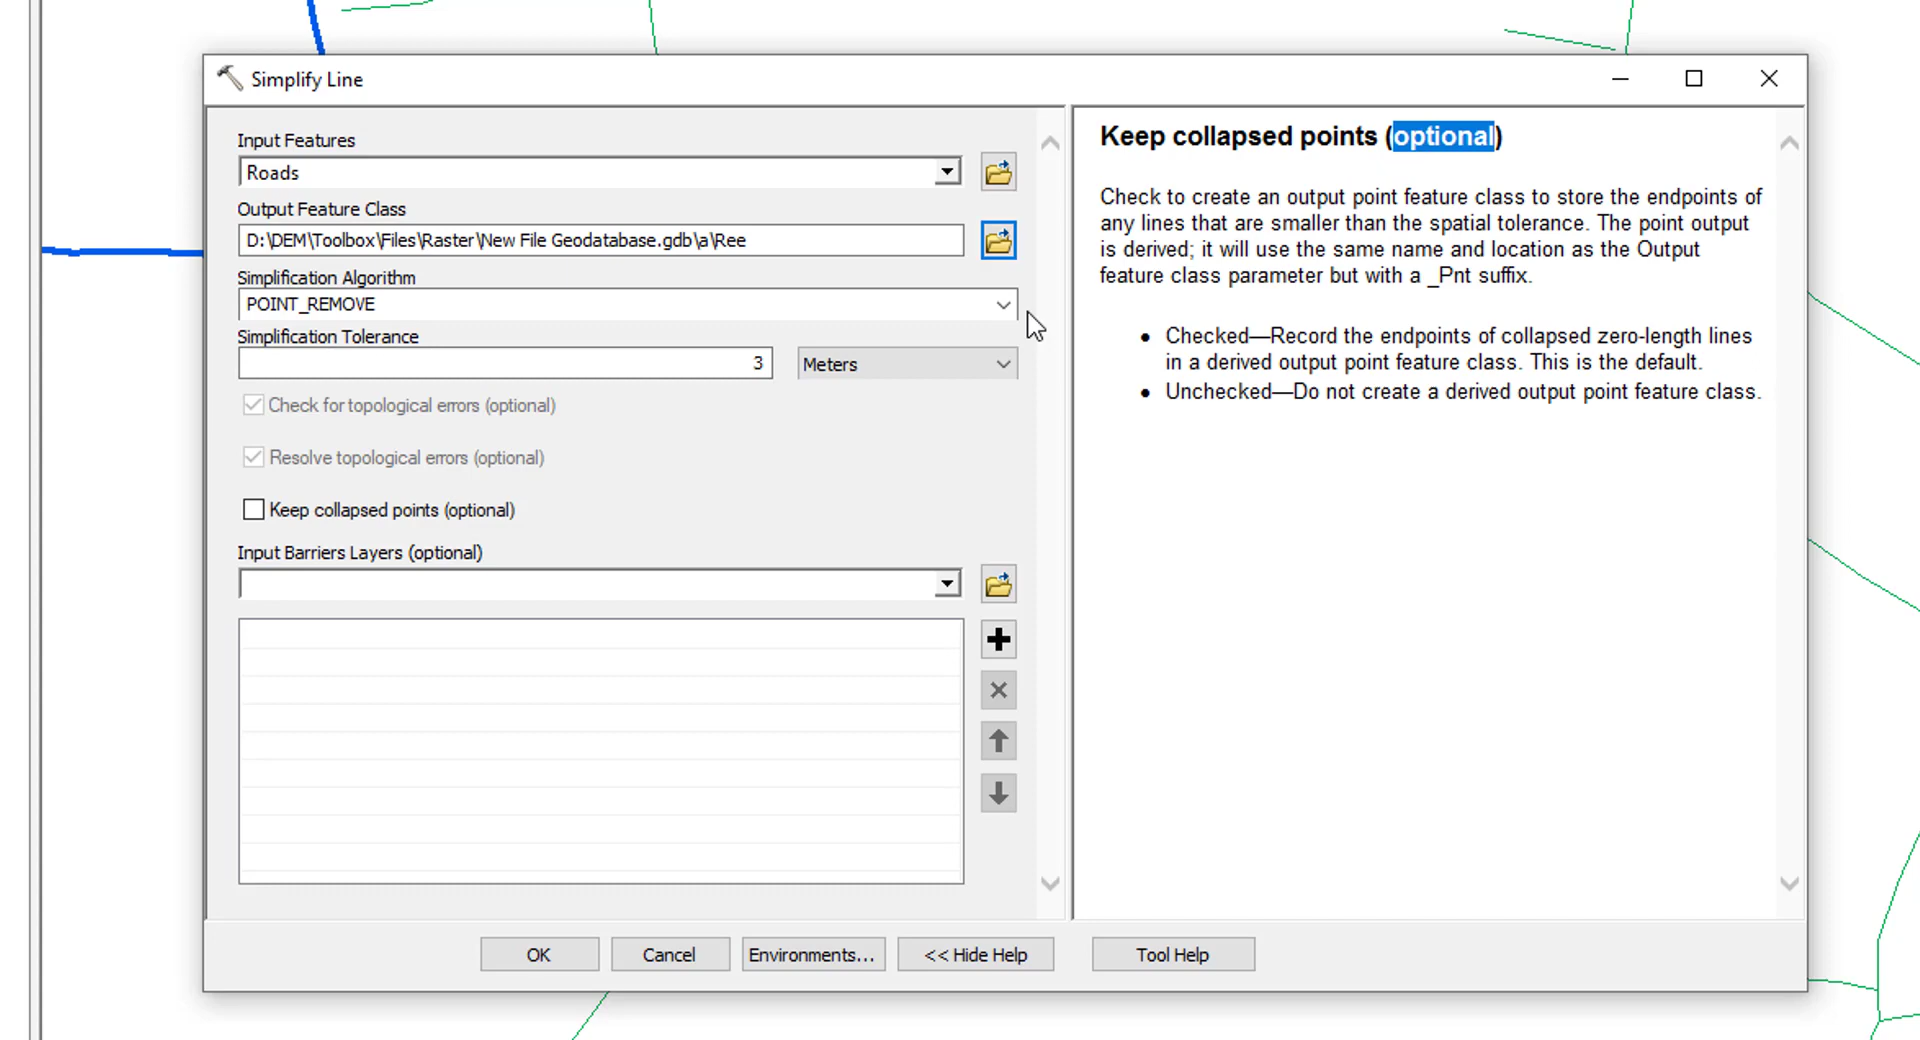 Simplify Line
Input Features
Roads
Output Feature Class
D:\DEM\Toolbox\Files\Raster\New File Geodatabase.gdb\a\Ree
Simplification Algorithm
POINT_REMOVE
Simplification Tolerance
3
Meters
Check for topological errors (optional)
Resolve topological errors (optional)
Keep collapsed points (optional)
Input Barriers Layers (optional)
OK
Cancel
Environments...
<< Hide Help
Keep collapsed points (optional)
Check to create an output point feature class to store the endpoints of
any lines that are smaller than the spatial tolerance. The point output
is derived; it will use the same name and location as the Output
feature class parameter but with a _Pnt suffix.
• Checked—Record the endpoints of collapsed zero-length lines
in a derived output point feature class. This is the default.
• Unchecked—Do not create a derived output point feature class.
Tool Help